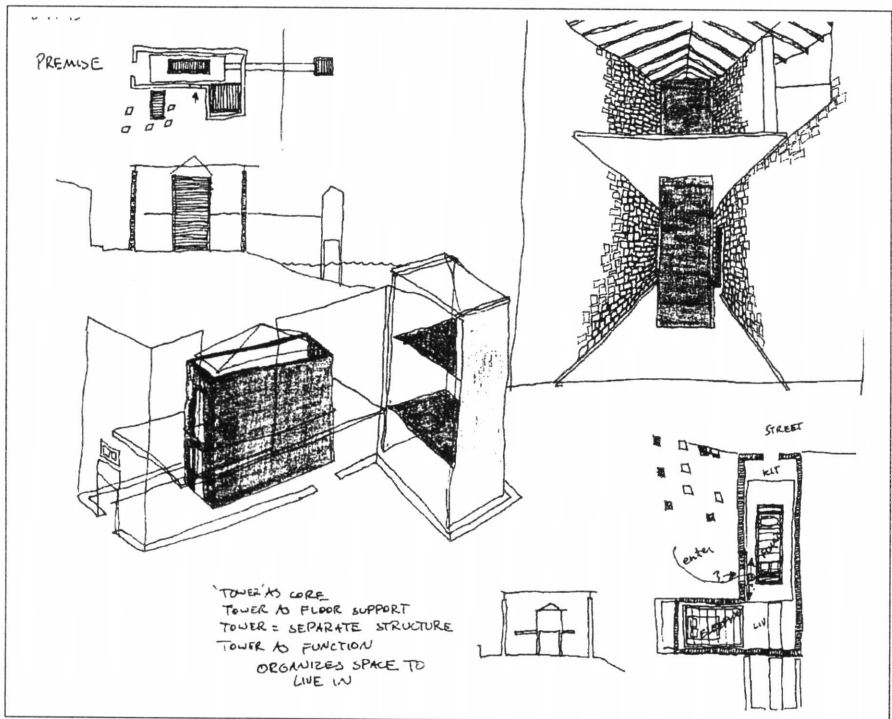 PREMISE
STREET
KIT
enter
?
LIV
'TOWER' AS CORE
TOWER AS FLOOR SUPPORT
TOWER = SEPARATE STRUCTURE
TOWER AS FUNCTION
ORGANIZES SPACE TO
LIVE IN